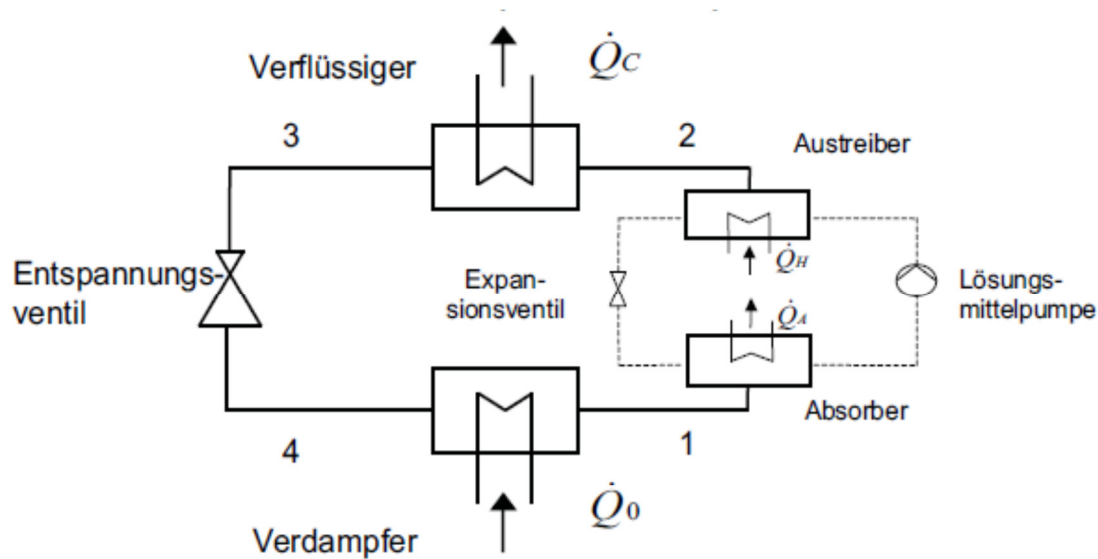 Verflüssiger
Q̇C
3
2
Austreiber
Entspannungs-
ventil
Expan-
sionsventil
Q̇H
Q̇A
Lösungs-
mittelpumpe
Absorber
4
1
Q̇0
Verdampfer